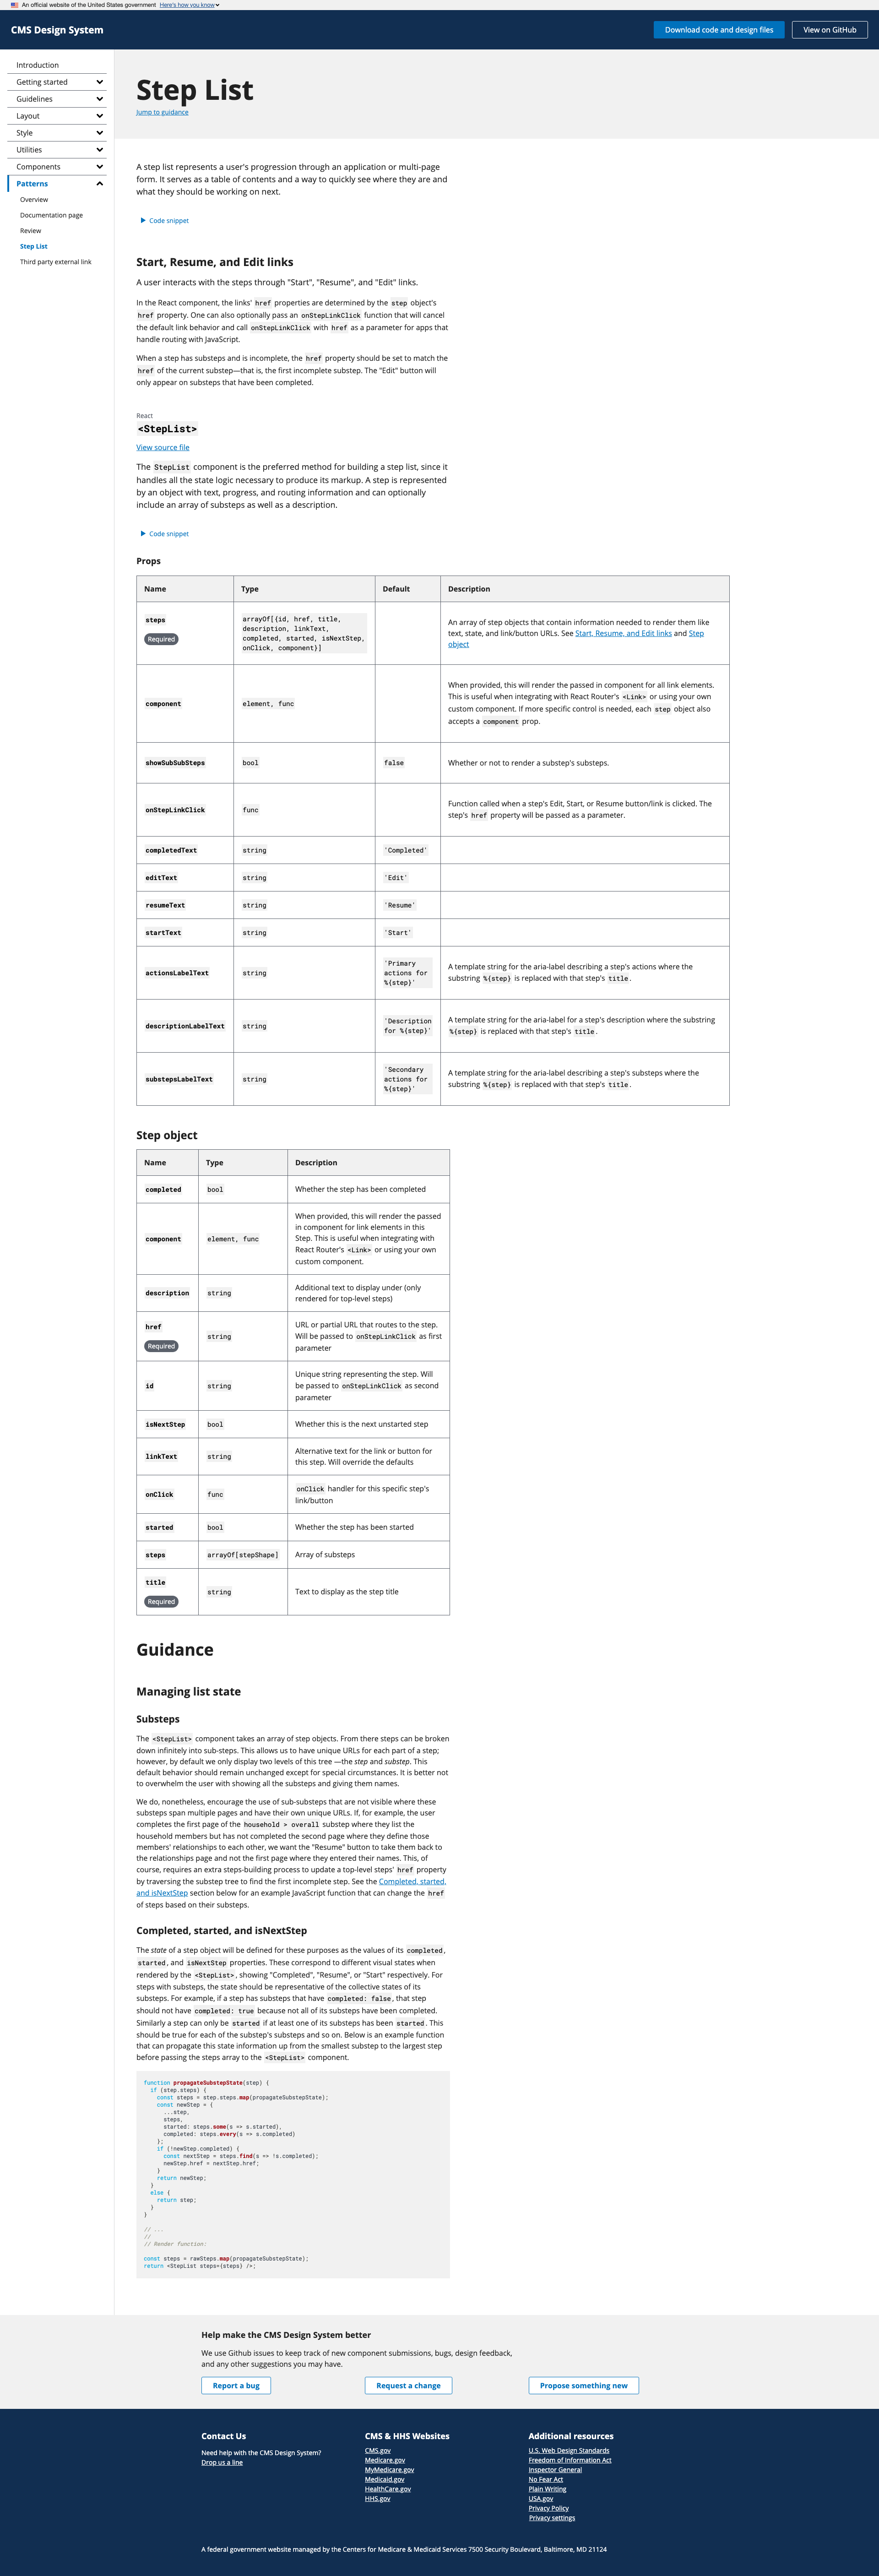 An official website of the United States government Here's how you know
CMS Design System
Download code and design files
View on GitHub
Introduction
Getting started
Guidelines
Layout
Style
Utilities
Components
Patterns
Overview
Documentation page
Review
Step List
Third party external link
Step List
Jump to guidance
A step list represents a user's progression through an application or multi-page
form. It serves as a table of contents and a way to quickly see where they are and
what they should be working on next.
Code snippet
Start, Resume, and Edit links
A user interacts with the steps through "Start", "Resume", and "Edit" links.
In the React component, the links' href properties are determined by the step object's
href property. One can also optionally pass an onStepLinkClick function that will cancel
the default link behavior and call onStepLinkClick with href as a parameter for apps that
handle routing with JavaScript.
When a step has substeps and is incomplete, the href property should be set to match the
href of the current substep—that is, the first incomplete substep. The "Edit" button will
only appear on substeps that have been completed.
React
<StepList>
View source file
The StepList component is the preferred method for building a step list, since it
handles all the state logic necessary to produce its markup. A step is represented
by an object with text, progress, and routing information and can optionally
include an array of substeps as well as a description.
Code snippet
Props
Name Type Default Description
steps
Required
arrayOf[{id, href, title,
description, linkText,
completed, started, isNextStep,
onClick, component}]
An array of step objects that contain information needed to render them like
text, state, and link/button URLs. See Start, Resume, and Edit links and Step
object
component
element, func
When provided, this will render the passed in component for all link elements.
This is useful when integrating with React Router's <Link> or using your own
custom component. If more specific control is needed, each step object also
accepts a component prop.
showSubSubSteps bool false Whether or not to render a substep's substeps.
onStepLinkClick func
Function called when a step's Edit, Start, or Resume button/link is clicked. The
step's href property will be passed as a parameter.
completedText string 'Completed'
editText string 'Edit'
resumeText string 'Resume'
startText string 'Start'
actionsLabelText string
'Primary
actions for
%{step}'
A template string for the aria-label describing a step's actions where the
substring %{step} is replaced with that step's title.
descriptionLabelText string
'Description
for %{step}'
A template string for the aria-label for a step's description where the substring
%{step} is replaced with that step's title.
substepsLabelText string
'Secondary
actions for
%{step}'
A template string for the aria-label describing a step's substeps where the
substring %{step} is replaced with that step's title.
Step object
Name Type Description
completed bool Whether the step has been completed
component element, func
When provided, this will render the passed
in component for link elements in this
Step. This is useful when integrating with
React Router's <Link> or using your own
custom component.
description string
Additional text to display under (only
rendered for top-level steps)
href
Required
string
URL or partial URL that routes to the step.
Will be passed to onStepLinkClick as first
parameter
id string
Unique string representing the step. Will
be passed to onStepLinkClick as second
parameter
isNextStep bool Whether this is the next unstarted step
linkText string
Alternative text for the link or button for
this step. Will override the defaults
onClick func
onClick handler for this specific step's
link/button
started bool Whether the step has been started
steps arrayOf[stepShape] Array of substeps
title
Required
string
Text to display as the step title
Guidance
Managing list state
Substeps
The <StepList> component takes an array of step objects. From there steps can be broken
down infinitely into sub-steps. This allows us to have unique URLs for each part of a step;
however, by default we only display two levels of this tree —the step and substep. This
default behavior should remain unchanged except for special circumstances. It is better not
to overwhelm the user with showing all the substeps and giving them names.
We do, nonetheless, encourage the use of sub-substeps that are not visible where these
substeps span multiple pages and have their own unique URLs. If, for example, the user
completes the first page of the household > overall substep where they list the
household members but has not completed the second page where they define those
members' relationships to each other, we want the "Resume" button to take them back to
the relationships page and not the first page where they entered their names. This, of
course, requires an extra steps-building process to update a top-level steps' href property
by traversing the substep tree to find the first incomplete step. See the Completed, started,
and isNextStep section below for an example JavaScript function that can change the href
of steps based on their substeps.
Completed, started, and isNextStep
The state of a step object will be defined for these purposes as the values of its completed,
started, and isNextStep properties. These correspond to different visual states when
rendered by the <StepList>, showing "Completed", "Resume", or "Start" respectively. For
steps with substeps, the state should be representative of the collective states of its
substeps. For example, if a step has substeps that have completed: false, that step
should not have completed: true because not all of its substeps have been completed.
Similarly a step can only be started if at least one of its substeps has been started. This
should be true for each of the substep's substeps and so on. Below is an example function
that can propagate this state information up from the smallest substep to the largest step
before passing the steps array to the <StepList> component.
function propagateSubstepState(step) {
if (step.steps) {
const steps = step.steps.map(propagateSubstepState);
const newStep = {
...step,
steps,
started: steps.some(s => s.started),
completed: steps.every(s => s.completed)
};
if (!newStep.completed) {
const nextStep = steps.find(s => !s.completed);
newStep.href = nextStep.href;
}
return newStep;
}
else {
return step;
}
}
// ...
//
// Render function:
const steps = rawSteps.map(propagateSubstepState);
return <StepList steps={steps} />;
Help make the CMS Design System better
We use Github issues to keep track of new component submissions, bugs, design feedback,
and any other suggestions you may have.
Report a bug
Request a change
Propose something new
Contact Us
Need help with the CMS Design System?
Drop us a line
CMS & HHS Websites
CMS.gov
Medicare.gov
MyMedicare.gov
Medicaid.gov
HealthCare.gov
HHS.gov
Additional resources
U.S. Web Design Standards
Freedom of Information Act
Inspector General
No Fear Act
Plain Writing
USA.gov
Privacy Policy
Privacy settings
A federal government website managed by the Centers for Medicare & Medicaid Services 7500 Security Boulevard, Baltimore, MD 21124